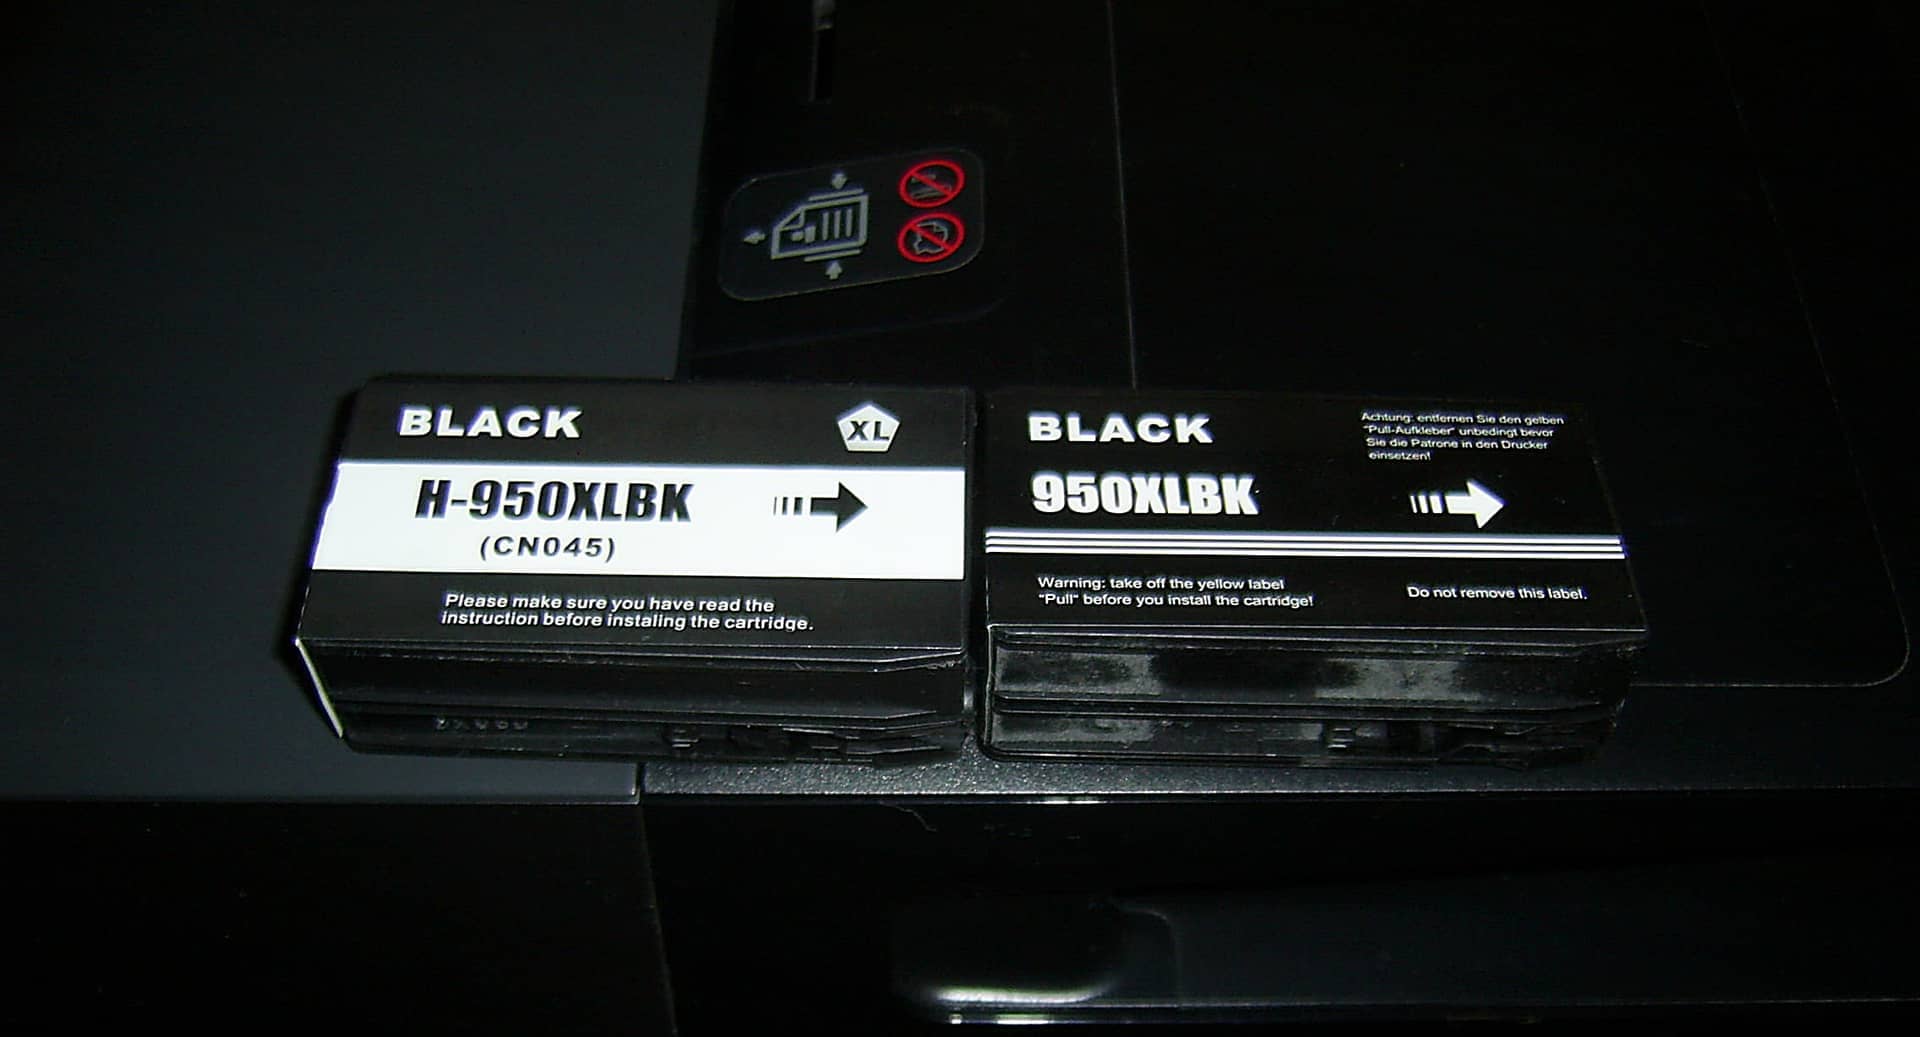 BLACK
XL
H-950XLBK
(CN045)
Please make sure you have read the
instruction before instaling the cartridge.
BLACK
950XLBK
Achtung: entfernen Sie den gelben
"Pull-Aufkleber" unbedingt bevor
Sie die Patrone in den Drucker
einsetzen!
Warning: take off the yellow label
"Pull" before you install the cartridge!
Do not remove this label.